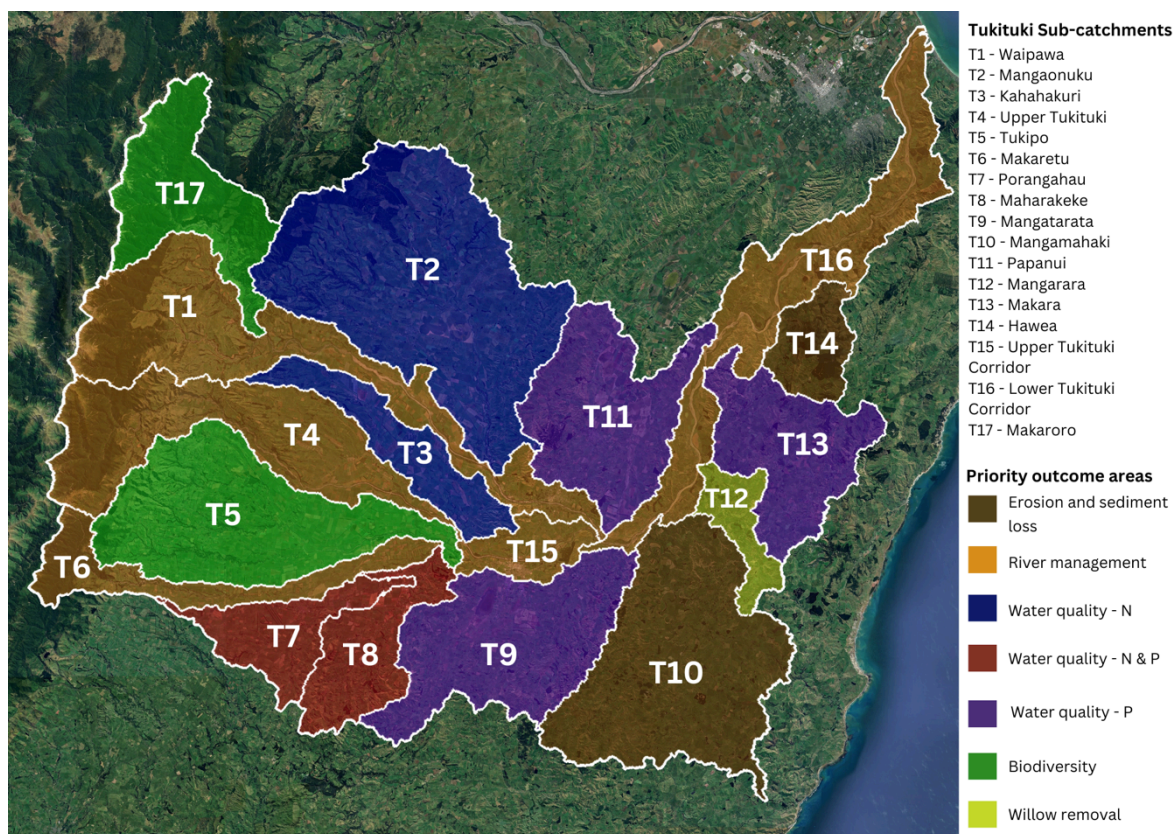 T17
T1
T2
T16
T14
T11
T13
T4
T3
T12
T5
T15
T6
T7
T8
T9
T10
Tukituki Sub-catchments
T1 - Waipawa
T2 - Mangaonuku
T3 - Kahahakuri
T4 - Upper Tukituki
T5 - Tukipo
T6 - Makaretu
T7 - Porangahau
T8 - Maharakeke
T9 - Mangatarata
T10 - Mangamahaki
T11 - Papanui
T12 - Mangarara
T13 - Makara
T14 - Hawea
T15 - Upper Tukituki
Corridor
T16 - Lower Tukituki
Corridor
T17 - Makaroro
Priority outcome areas
Erosion and sediment
loss
River management
Water quality - N
Water quality - N & P
Water quality - P
Biodiversity
Willow removal